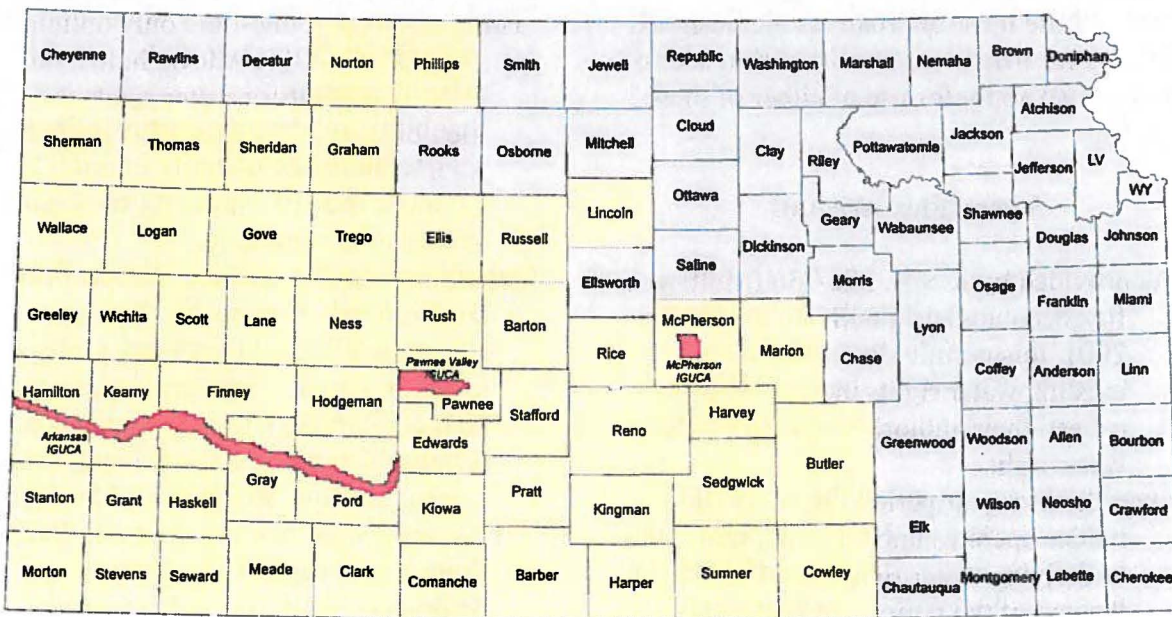 Cheyenne Rawlins Decatur Norton Phillips Smith Jewell Republic Washington Marshall Nemaha Brown Doniphan
Atchison
Sherman Thomas Sheridan Graham Rooks Osborne Mitchell Cloud Clay Riley Pottawatomie Jackson Jefferson LV
WY
Wallace Logan Gove Trego Ellis Russell Lincoln Ottawa Dickinson Geary Wabaunsee Shawnee Douglas Johnson
Ellsworth Saline Morris Osage Franklin Miami
Greeley Wichita Scott Lane Ness Rush Barton Rice McPherson Marion Chase Lyon Coffey Anderson Linn
McPherson
IGUCA
Pawnee Valley
IGUCA
Hamilton Kearny Finney Hodgeman Pawnee Stafford Reno Harvey Butler Greenwood Woodson Allen Bourbon
Arkansas
IGUCA
Edwards
Stanton Grant Haskell Gray Ford Kiowa Pratt Kingman Sedgwick Elk Wilson Neosho Crawford
Morton Stevens Seward Meade Clark Comanche Barber Harper Sumner Cowley Chautauqua Montgomery Labette Cherokee